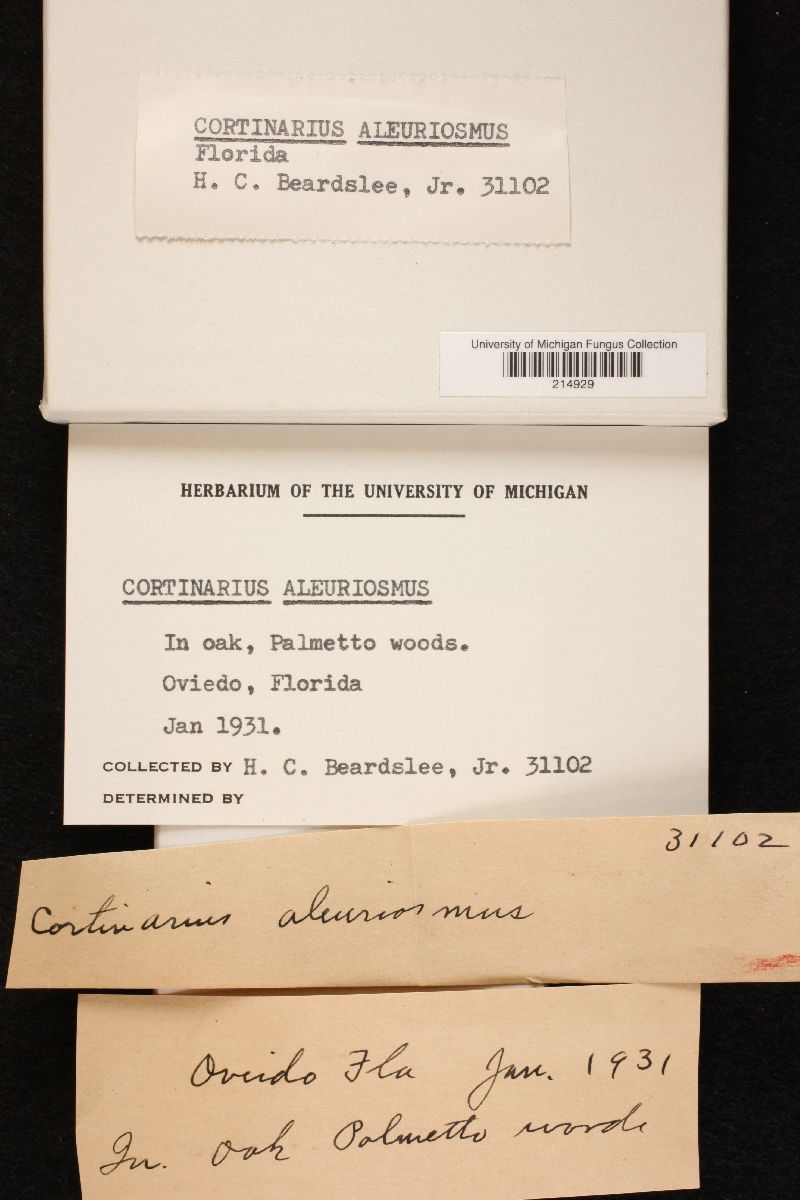 CORTINARIUS ALEURIOSMUS
Florida
H. C. Beardslee, Jr. 31102
University of Michigan Fungus Collection
214929
HERBARIUM OF THE UNIVERSITY OF MICHIGAN
CORTINARIUS ALEURIOSMUS
In oak, Palmetto woods.
Oviedo, Florida
Jan 1931.
COLLECTED BY H. C. Beardslee, Jr. 31102
DETERMINED BY
31102
Cortinarius aleuriosmus
Oviedo Fla Jan. 1931
In. oak Palmetto woods